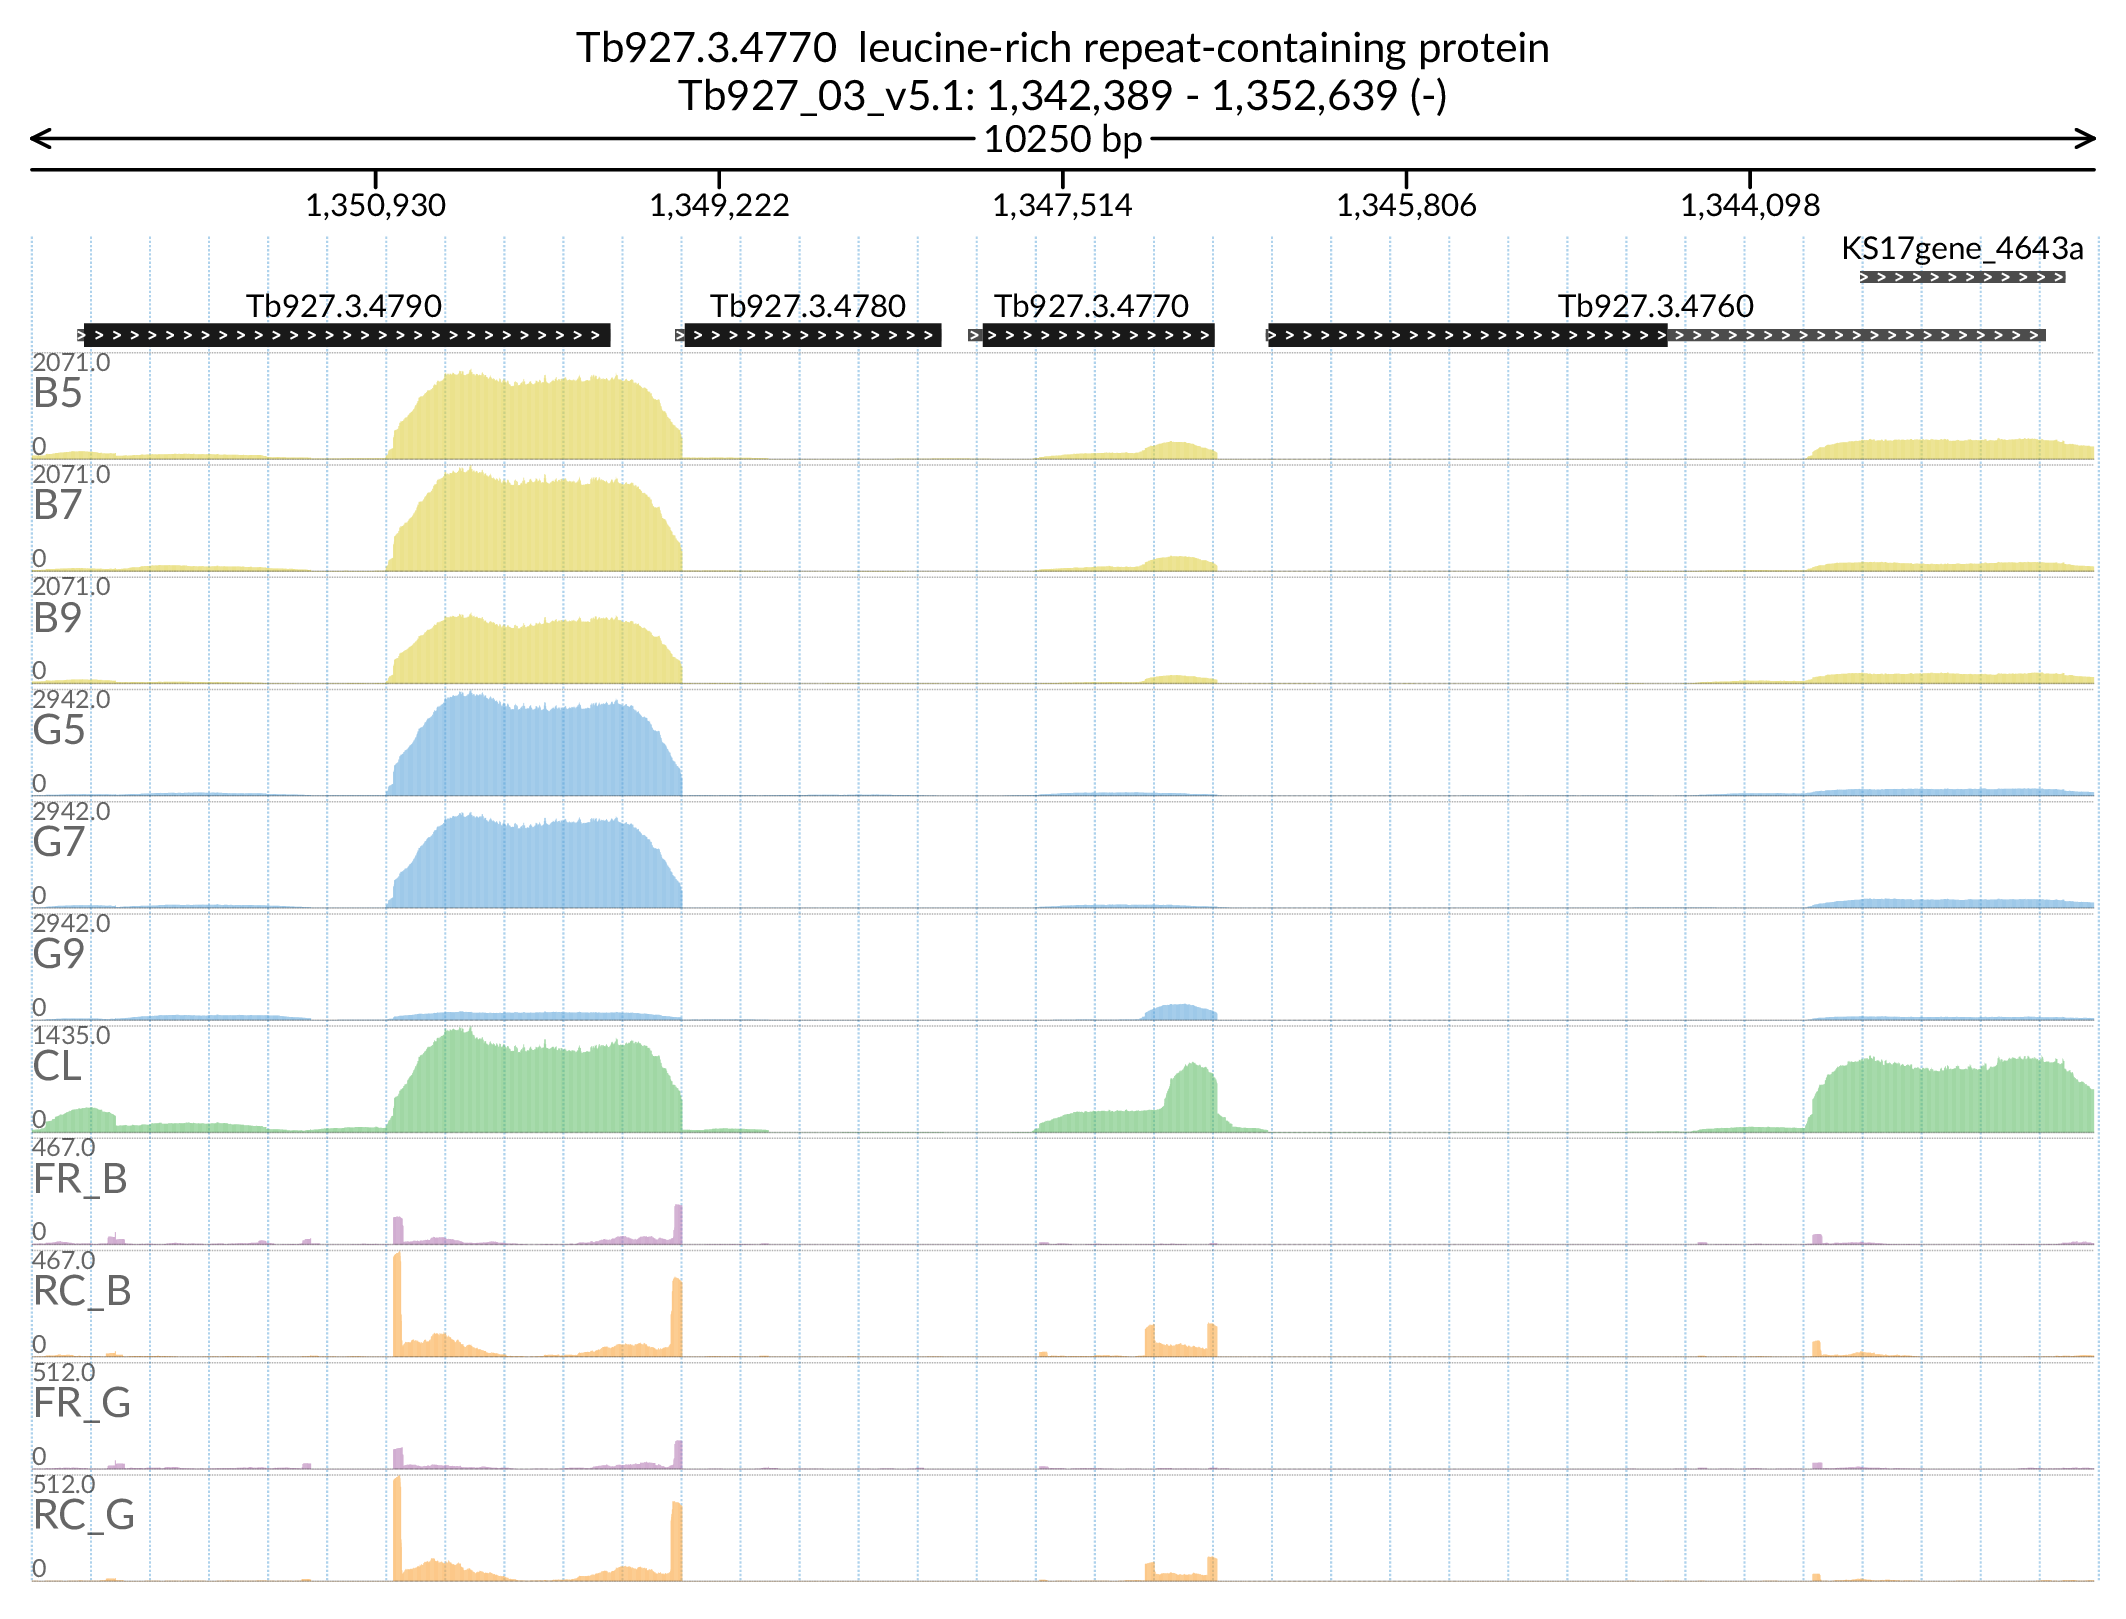 Tb927.3.4770  leucine-rich repeat-containing protein
Tb927_03_v5.1: 1,342,389 - 1,352,639 (-)
10250 bp
1,350,930 1,349,222 1,347,514 1,345,806 1,344,098
KS17gene_4643a
Tb927.3.4790 Tb927.3.4780 Tb927.3.4770 Tb927.3.4760
2071.0
B5
0
2071.0
B7
0
2071.0
B9
0
2942.0
G5
0
2942.0
G7
0
2942.0
G9
0
1435.0
CL
0
467.0
FR_B
0
467.0
RC_B
0
512.0
FR_G
0
512.0
RC_G
0